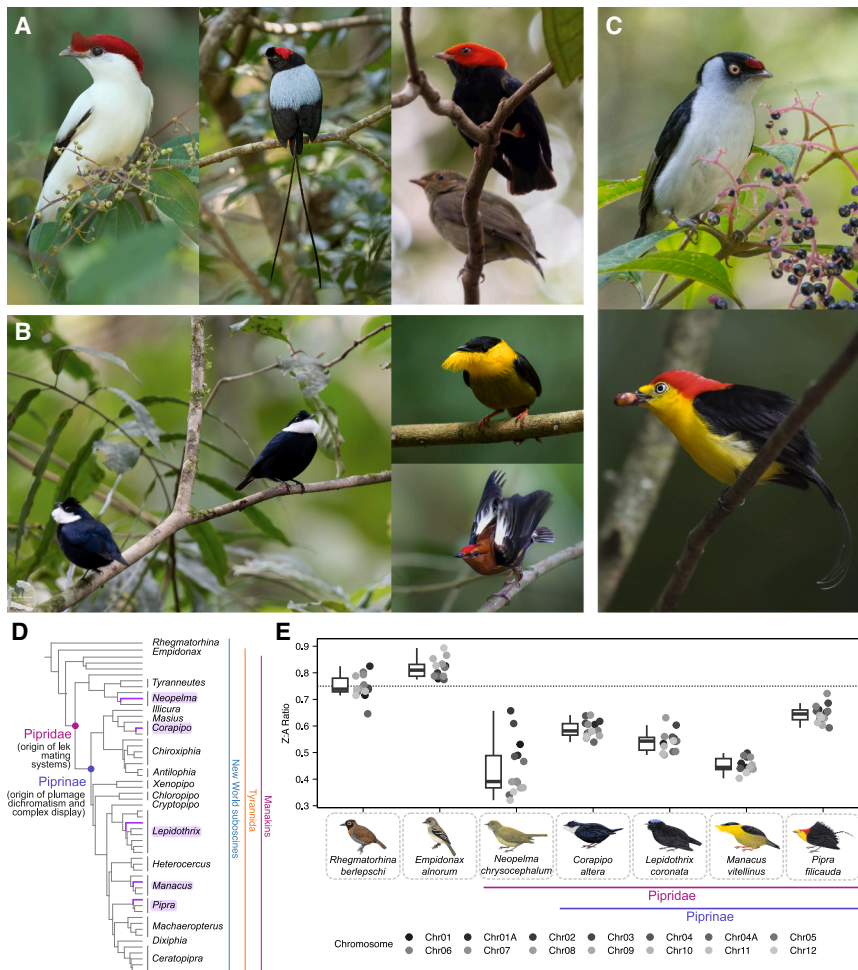 A
B
C
D
Rhegmatorhina
Empidonax
Tyranneutes
Neopelma
Illicura
Masius
Corapipo
Chiroxiphia
Antilophia
Xenopipo
Chloropipo
Cryptopipo
Lepidothrix
Heterocercus
Manacus
Pipra
Machaeropterus
Dixiphia
Ceratopipra
Pipridae
(origin of lek
mating
systems)
Piprinae
(origin of plumage
dichromatism and
complex display)
New World suboscines
Tyrannida
Manakins
E
Z:A Ratio
0.9
0.8
0.7
0.6
0.5
0.4
0.3
Rhegmatorhina
berlepschi
Empidonax
alnorum
Neopelma
chrysocephalum
Corapipo
altera
Lepidothrix
coronata
Manacus
vitellinus
Pipra
filicauda
Pipridae
Piprinae
Chromosome
Chr01 Chr01A Chr02 Chr03 Chr04 Chr04A Chr05
Chr06 Chr07 Chr08 Chr09 Chr10 Chr11 Chr12